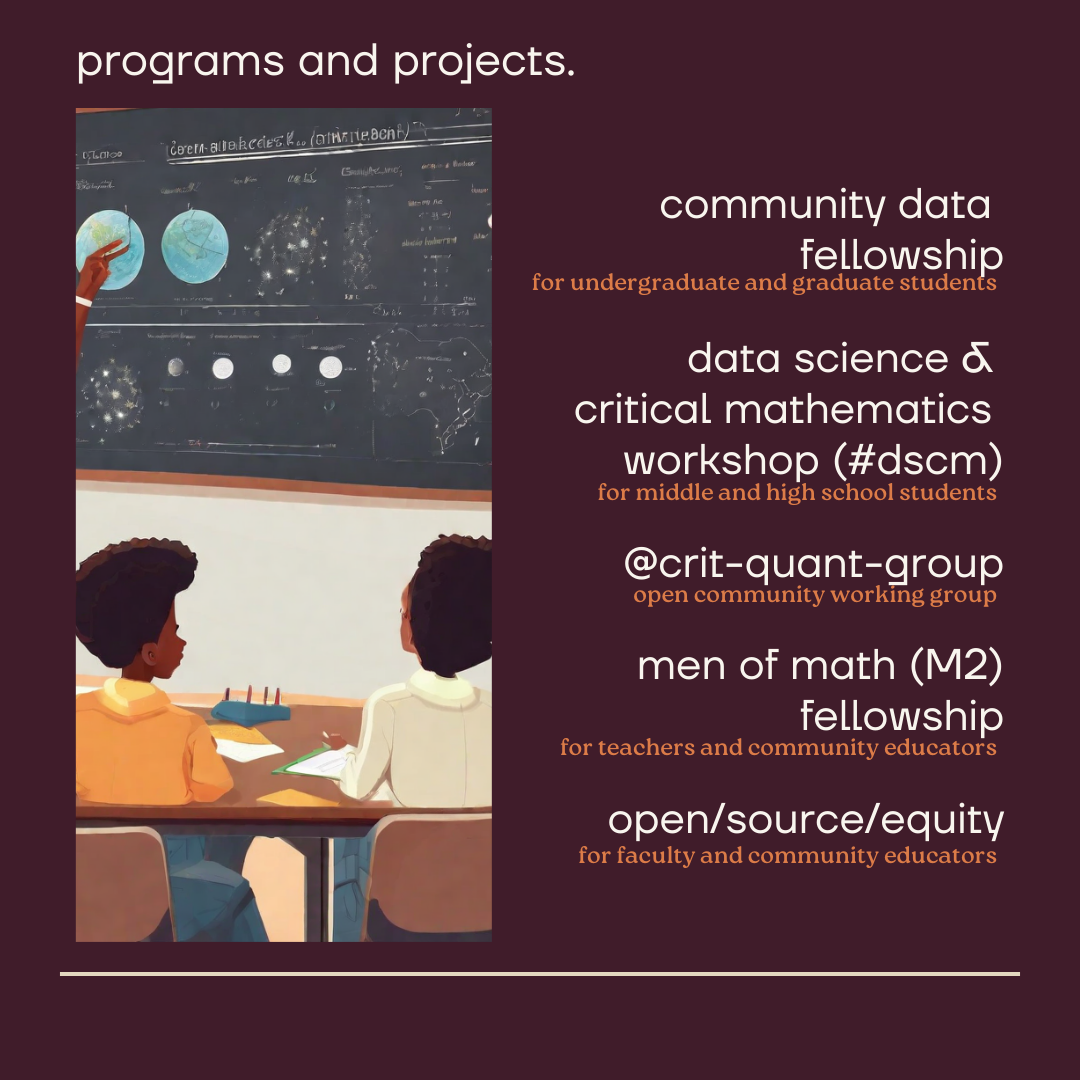 programs and projects.
community data
fellowship
for undergraduate and graduate students
data science &
critical mathematics
workshop (#dscm)
for middle and high school students
@crit-quant-group
open community working group
men of math (M2)
fellowship
for teachers and community educators
open/source/equity
for faculty and community educators